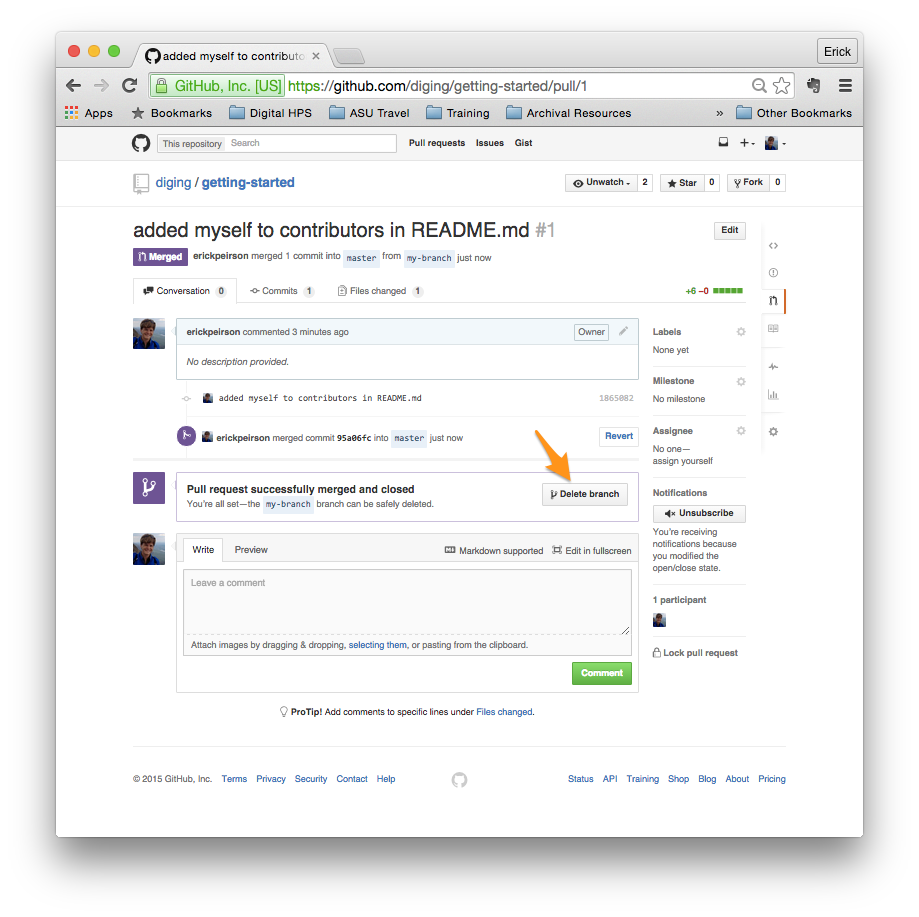 added myself to contributo
Erick
GitHub, Inc. [US] https://github.com/diging/getting-started/pull/1
Apps Bookmarks Digital HPS ASU Travel Training Archival Resources » Other Bookmarks
This repository Search Pull requests Issues Gist
diging / getting-started Unwatch 2 Star 0 Fork 0
added myself to contributors in README.md #1 Edit
Merged erickpeirson merged 1 commit into master from my-branch just now
Conversation 0 Commits 1 Files changed 1 +6 −0
erickpeirson commented 3 minutes ago Owner
No description provided.
added myself to contributors in README.md 1865082
erickpeirson merged commit 95a06fc into master just now Revert
Pull request successfully merged and closed
You're all set—the my-branch branch can be safely deleted.
Delete branch
Write Preview Markdown supported Edit in fullscreen
Leave a comment
Attach images by dragging & dropping, selecting them, or pasting from the clipboard.
Comment
ProTip! Add comments to specific lines under Files changed.
Labels
None yet
Milestone
No milestone
Assignee
No one—
assign yourself
Notifications
Unsubscribe
You're receiving
notifications because
you modified the
open/close state.
1 participant
Lock pull request
© 2015 GitHub, Inc. Terms Privacy Security Contact Help Status API Training Shop Blog About Pricing